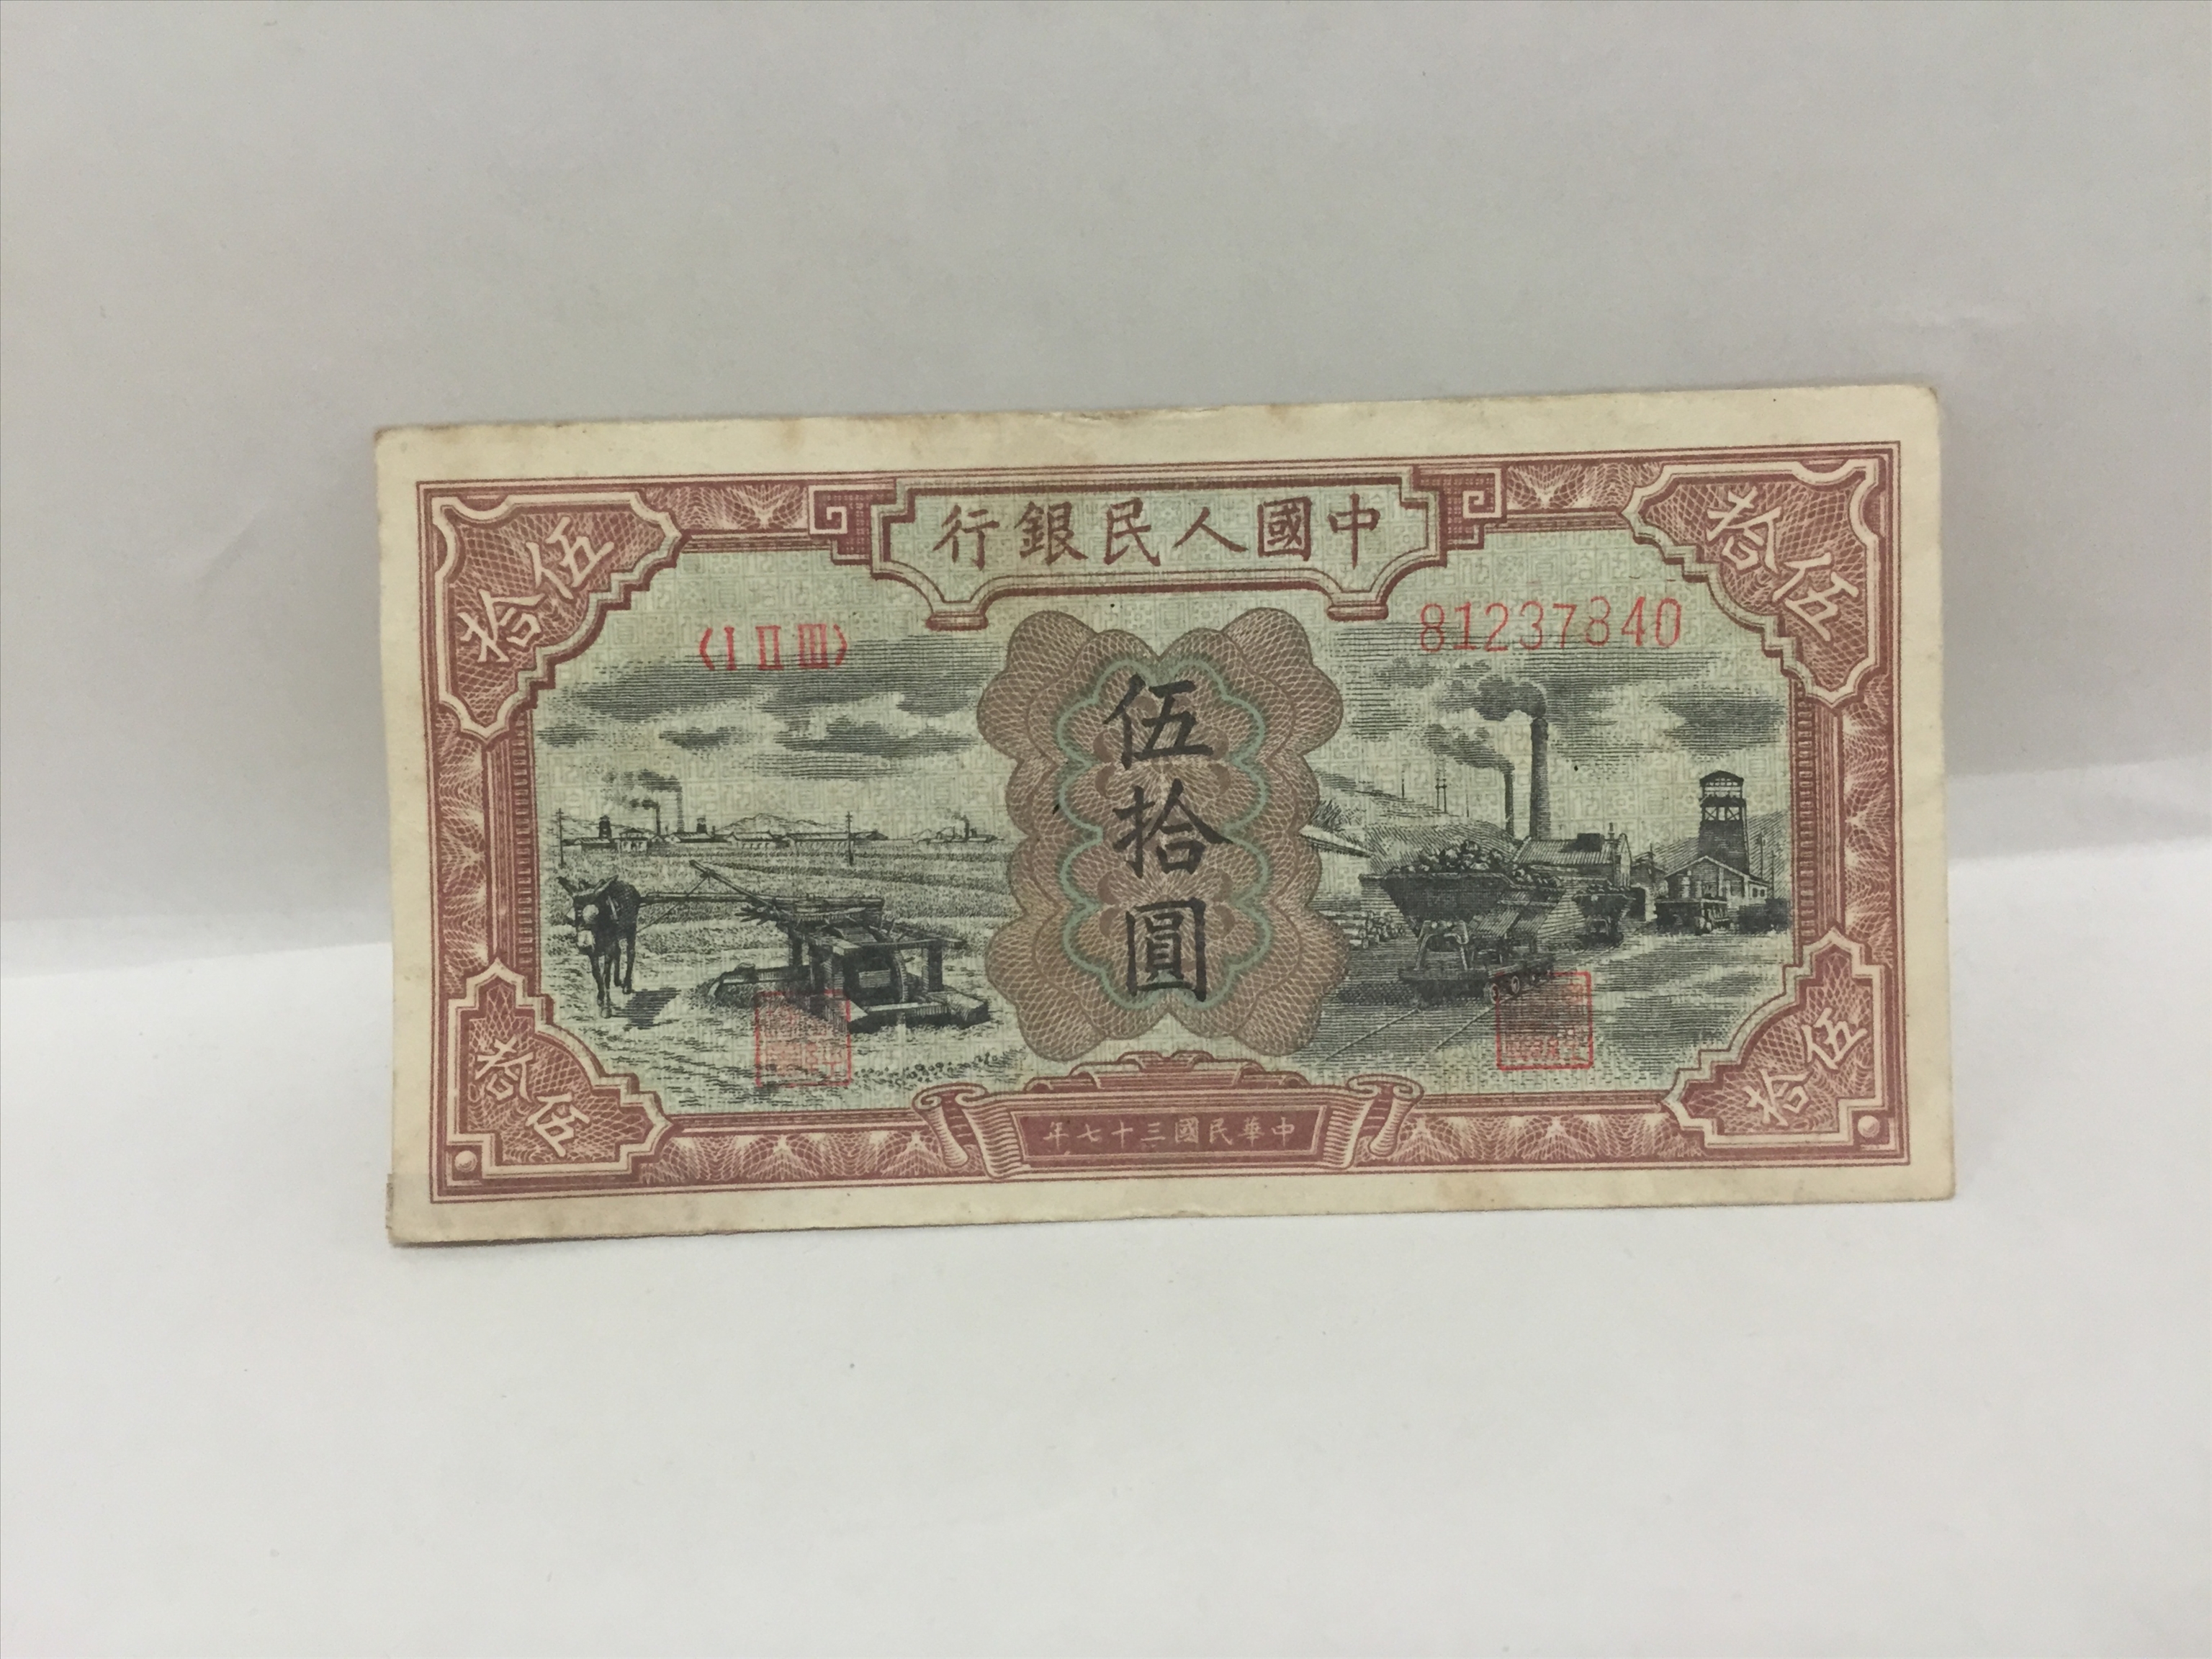 中國人民銀行
伍拾
伍拾
〈I II III〉
81237840
伍拾圓
伍拾
伍拾
中華民國三十七年